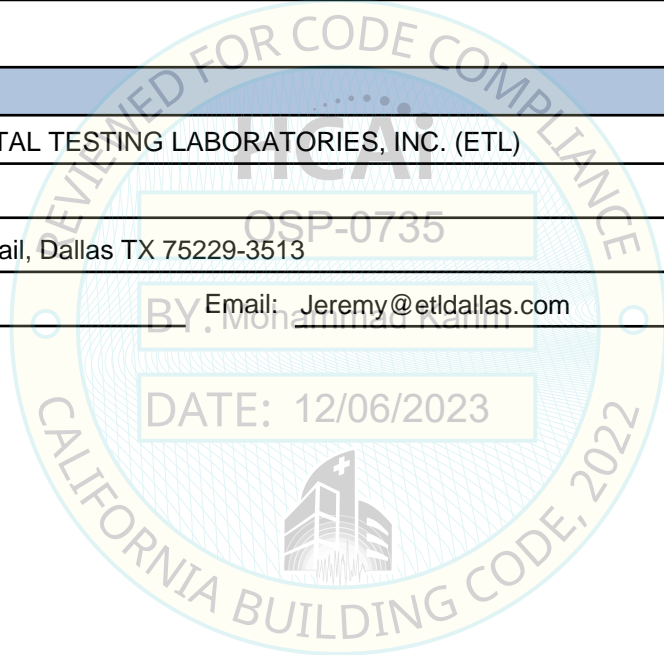 REVIEWED FOR CODE COMPLIANCE
HCAi
TAL TESTING LABORATORIES, INC. (ETL)
OSP-0735
ail, Dallas TX 75229-3513
Email: Jeremy@etldallas.com
BY: Mohammad Karim
DATE: 12/06/2023
CALIFORNIA BUILDING CODE, 2022